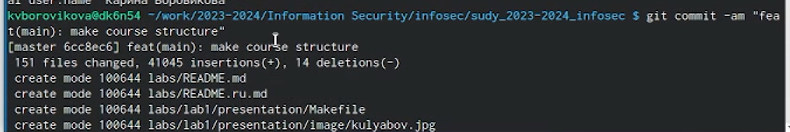 al user.name "Карина Боровикова"
kvborovikova@dk6n54 ~/work/2023-2024/Information Security/infosec/sudy_2023-2024_infosec $ git commit -am "fea
t(main): make course structure"
[master 6cc8ec6] feat(main): make course structure
 151 files changed, 41045 insertions(+), 14 deletions(-)
 create mode 100644 labs/README.md
 create mode 100644 labs/README.ru.md
 create mode 100644 labs/lab1/presentation/Makefile
 create mode 100644 labs/lab1/presentation/image/kulyabov.jpg